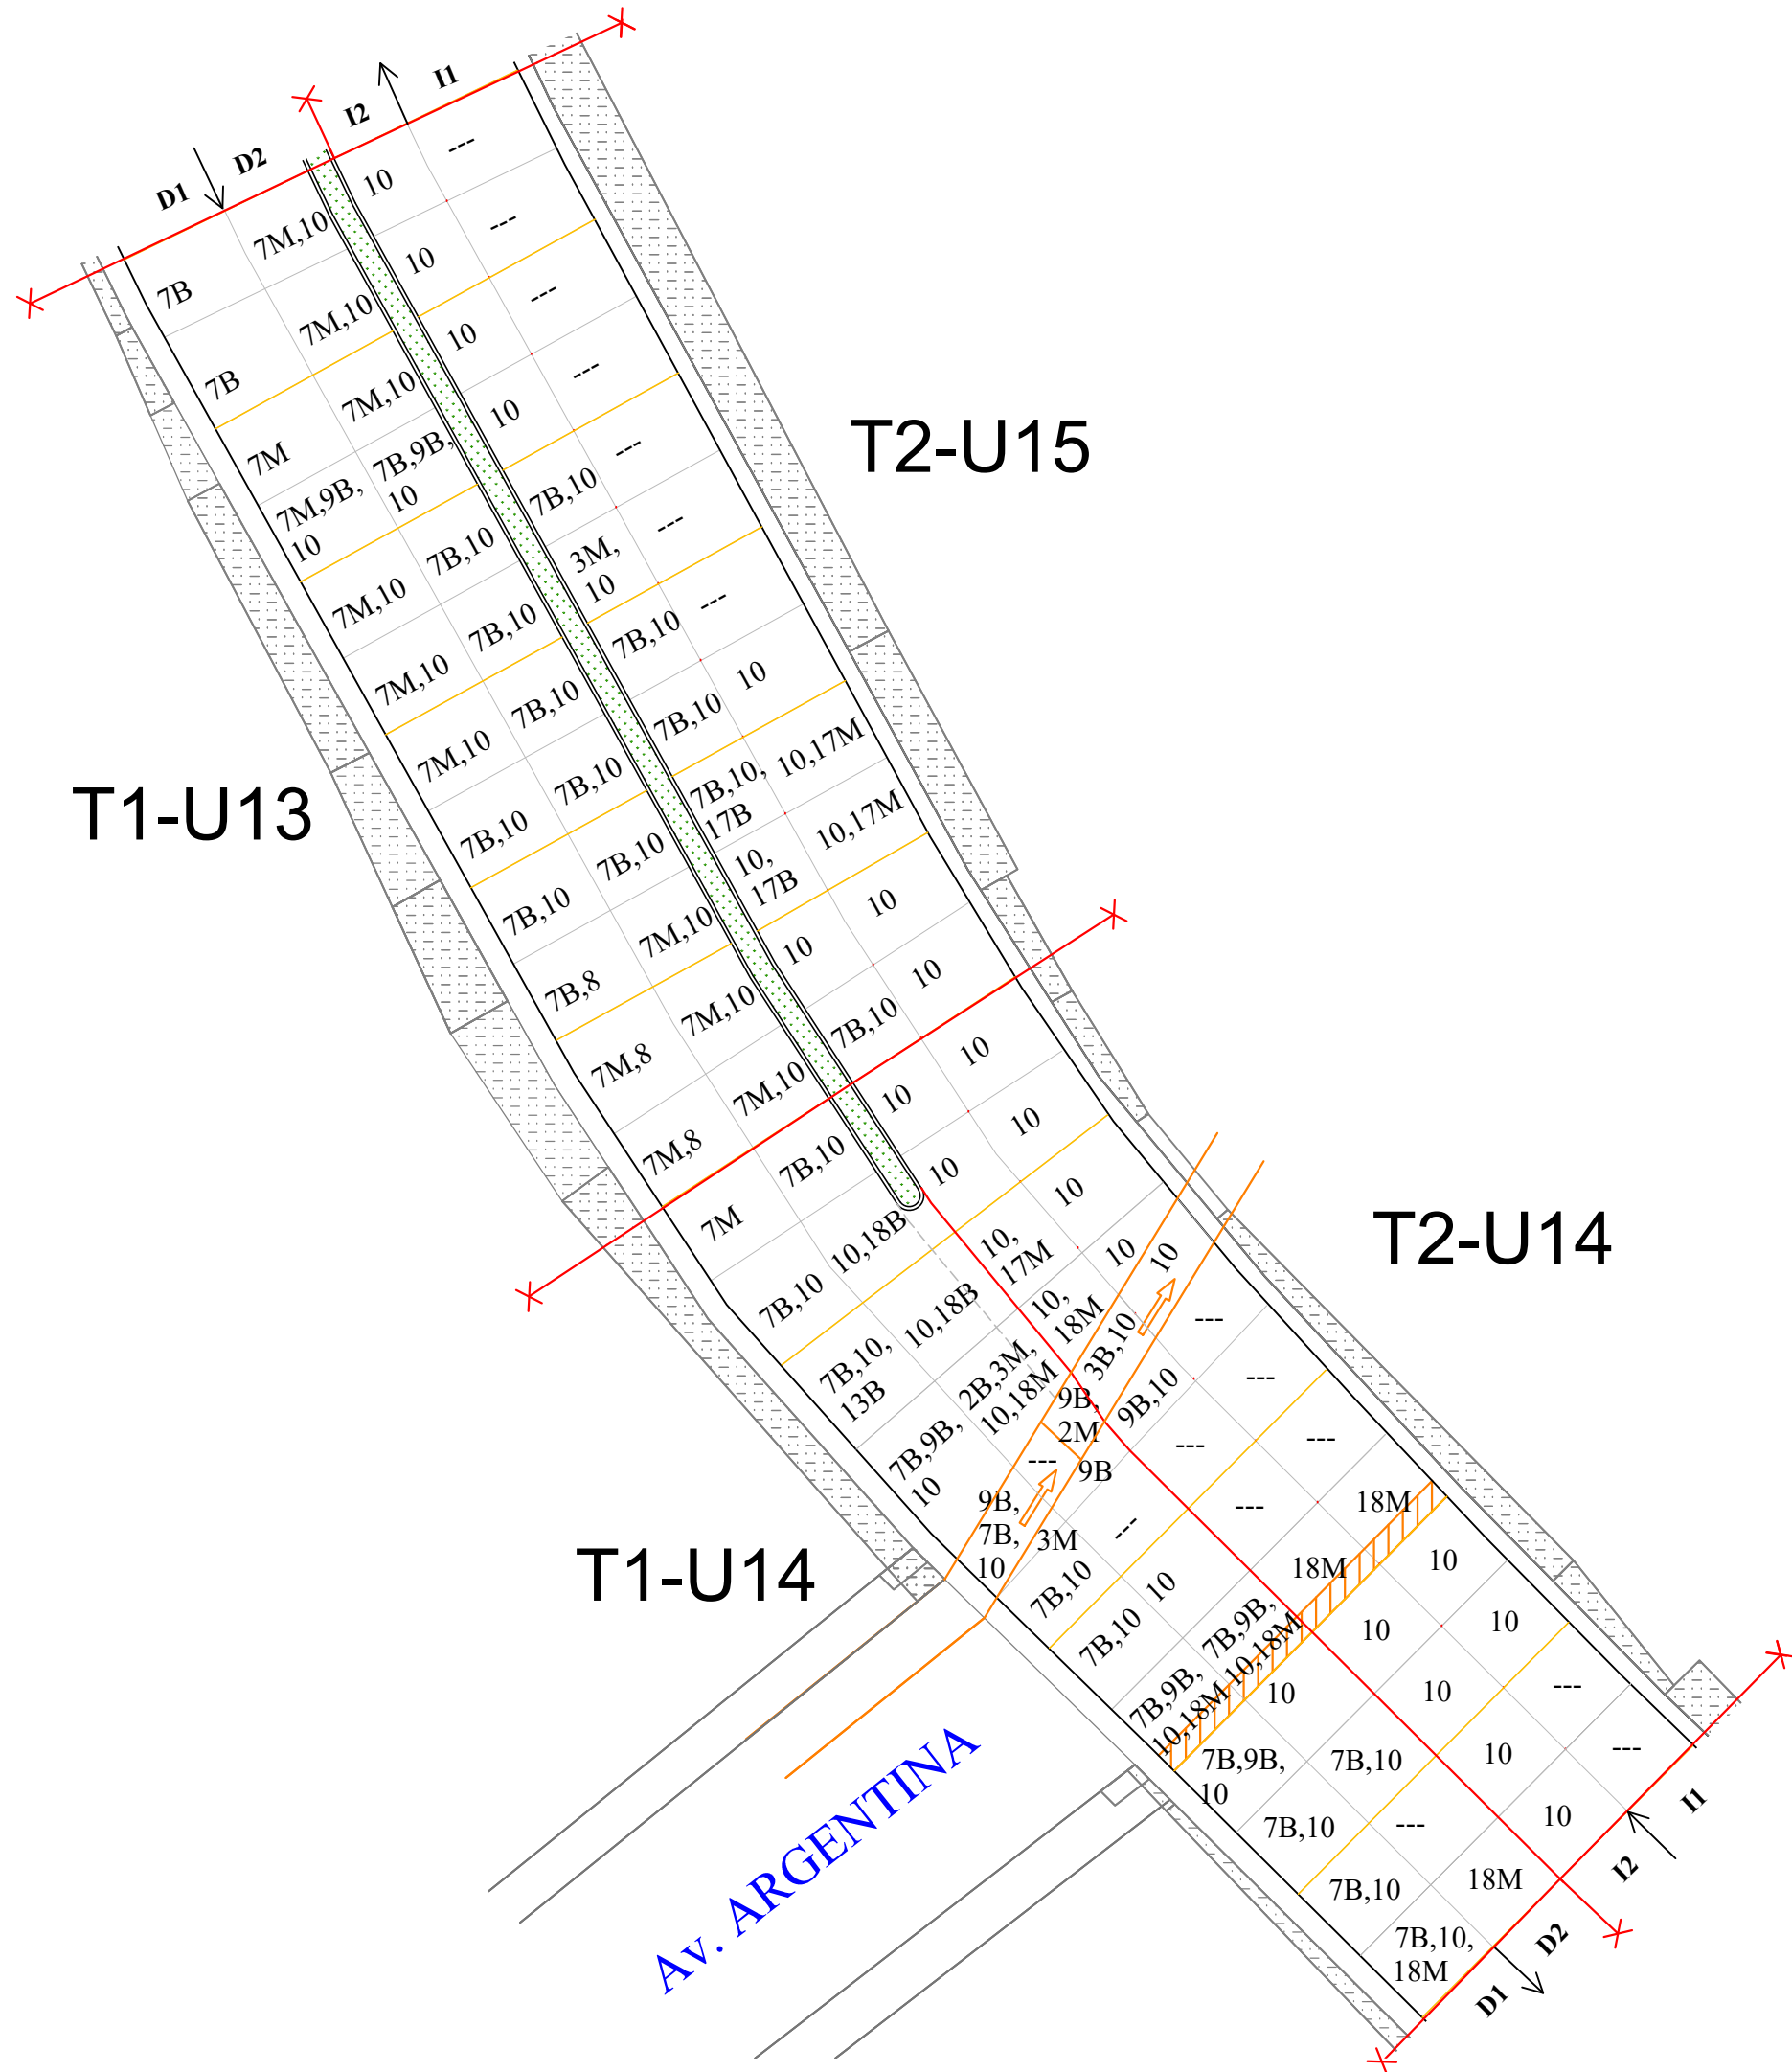 I1
I2
D2
D1
---
10
7M,10
7B
---
10
7M,10
7B
---
10
7M,10
7M
---
10
7B,9B,
10
7M,9B,
10
---
7B,10
7B,10
7M,10
---
3M,
10
7B,10
7M,10
---
7B,10
7B,10
7M,10
10
7B,10
7B,10
7B,10
10,17M
7B,10,
17B
7B,10
7B,10
10,17M
10,
17B
7M,10
7B,8
10
10
7M,10
7M,8
10
7B,10
7M,10
7M,8
T2-U15
T1-U13
10
10
7B,10
7M
10
10
10,18B
7B,10
10
10,
17M
10,18B
7B,10,
13B
10
10
10,
18M
2B,3M,
10,18M
7B,9B,
10
3B,10
9B,
2M
9B
---
9B,
7B,
10
3M
---
9B,10
---
---
---
7B,10
---
---
10
7B,10
18M
18M
7B,9B,
10,18M
7B,9B,
10,18M
10
10
10
7B,9B,
10
10
10
7B,10
7B,10
---
10
---
7B,10
---
10
18M
7B,10,
18M
T2-U14
T1-U14
Av. ARGENTINA
I1
I2
D2
D1